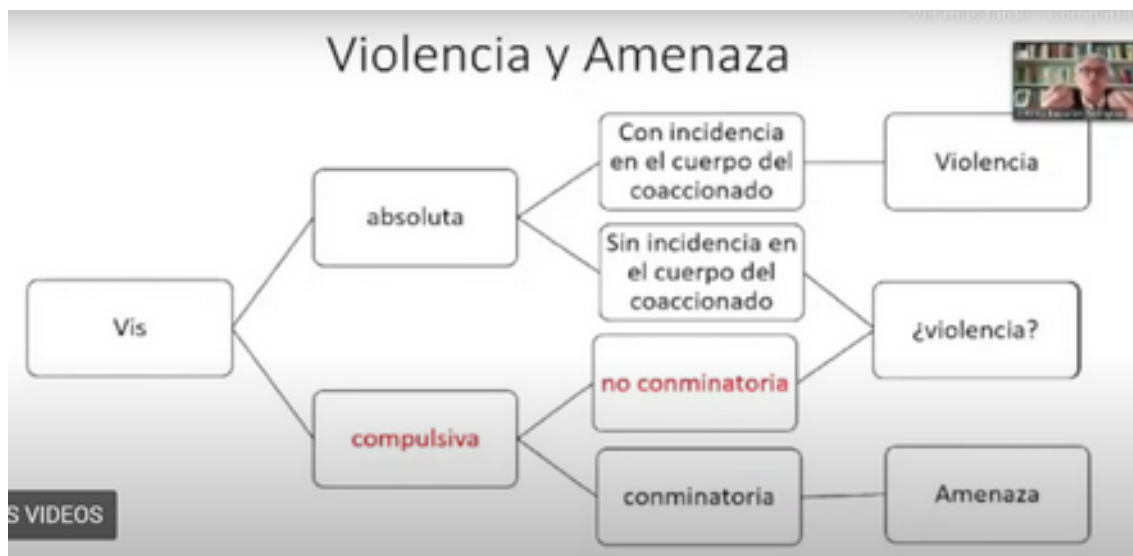 Violencia y Amenaza
Con incidencia
en el cuerpo del
coaccionado
Violencia
absoluta
Sin incidencia en
el cuerpo del
coaccionado
Vis
¿violencia?
no conminatoria
compulsiva
conminatoria
Amenaza
S VIDEOS